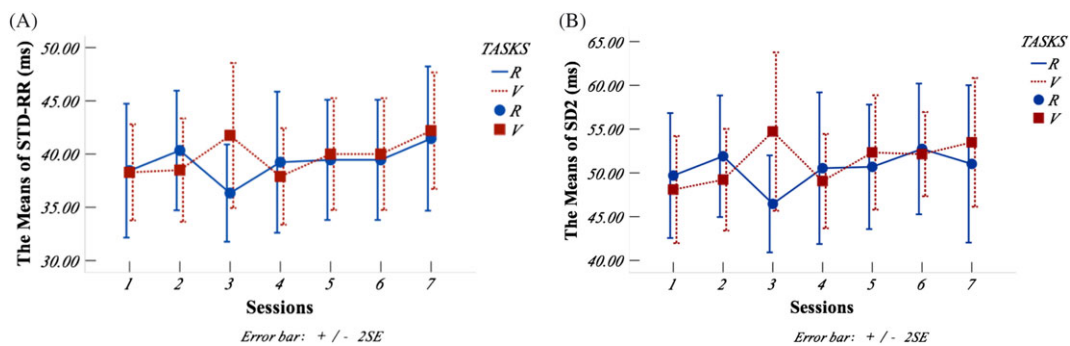 (A)
The Means of STD-RR (ms)
50.00
45.00
40.00
35.00
30.00
1 2 3 4 5 6 7
Sessions
Error bar: + / - 2SE
TASKS
R
V
R
V
(B)
The Means of SD2 (ms)
65.00
60.00
55.00
50.00
45.00
40.00
1 2 3 4 5 6 7
Sessions
Error bar: + / - 2SE
TASKS
R
V
R
V